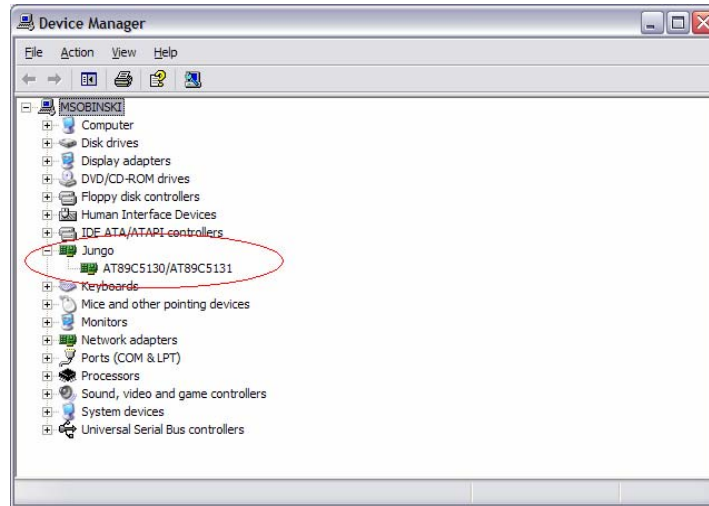 Device Manager
File Action View Help
MSOBINSKI
Computer
Disk drives
Display adapters
DVD/CD-ROM drives
Floppy disk controllers
Human Interface Devices
IDE ATA/ATAPI controllers
Jungo
AT89C5130/AT89C5131
Keyboards
Mice and other pointing devices
Monitors
Network adapters
Ports (COM & LPT)
Processors
Sound, video and game controllers
System devices
Universal Serial Bus controllers